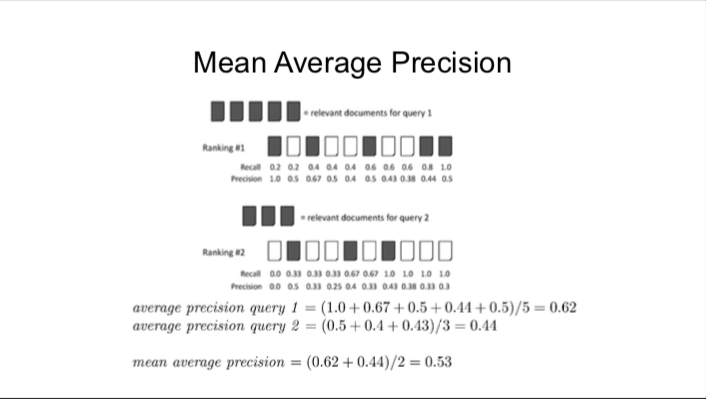 Mean Average Precision
= relevant documents for query 1
Ranking #1
Recall 0.2 0.2 0.4 0.4 0.4 0.6 0.6 0.6 0.8 1.0
Precision 1.0 0.5 0.67 0.5 0.4 0.5 0.43 0.38 0.44 0.5
= relevant documents for query 2
Ranking #2
Recall 0.0 0.33 0.33 0.33 0.67 0.67 1.0 1.0 1.0 1.0
Precision 0.0 0.5 0.33 0.25 0.4 0.33 0.43 0.38 0.33 0.3
average precision query 1 = (1.0 + 0.67 + 0.5 + 0.44 + 0.5)/5 = 0.62
average precision query 2 = (0.5 + 0.4 + 0.43)/3 = 0.44
mean average precision = (0.62 + 0.44)/2 = 0.53